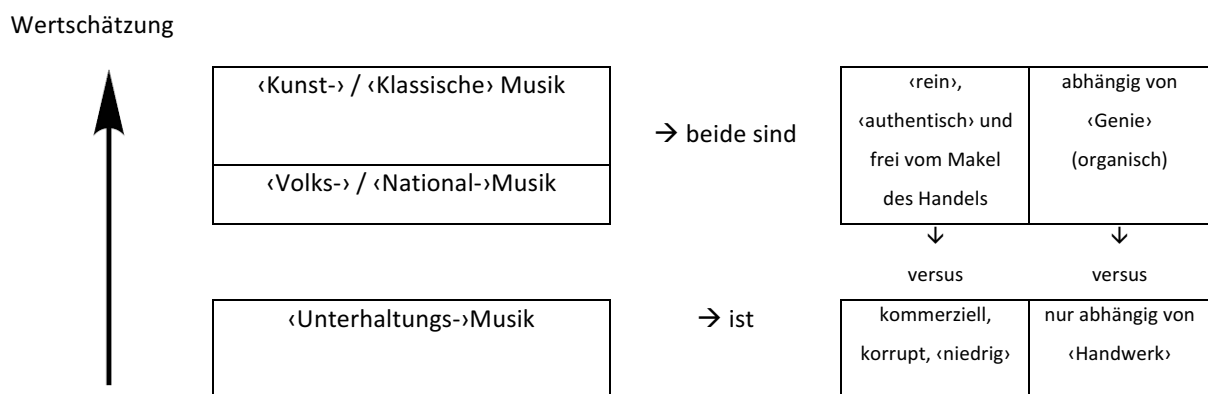 Wertschätzung
‹Kunst-› / ‹Klassische› Musik
‹Volks-› / ‹National-›Musik
→ beide sind
‹rein›,
‹authentisch› und
frei vom Makel
des Handels
abhängig von
‹Genie›
(organisch)
↓
versus
↓
versus
‹Unterhaltungs-›Musik
→ ist
kommerziell,
korrupt, ‹niedrig›
nur abhängig von
‹Handwerk›